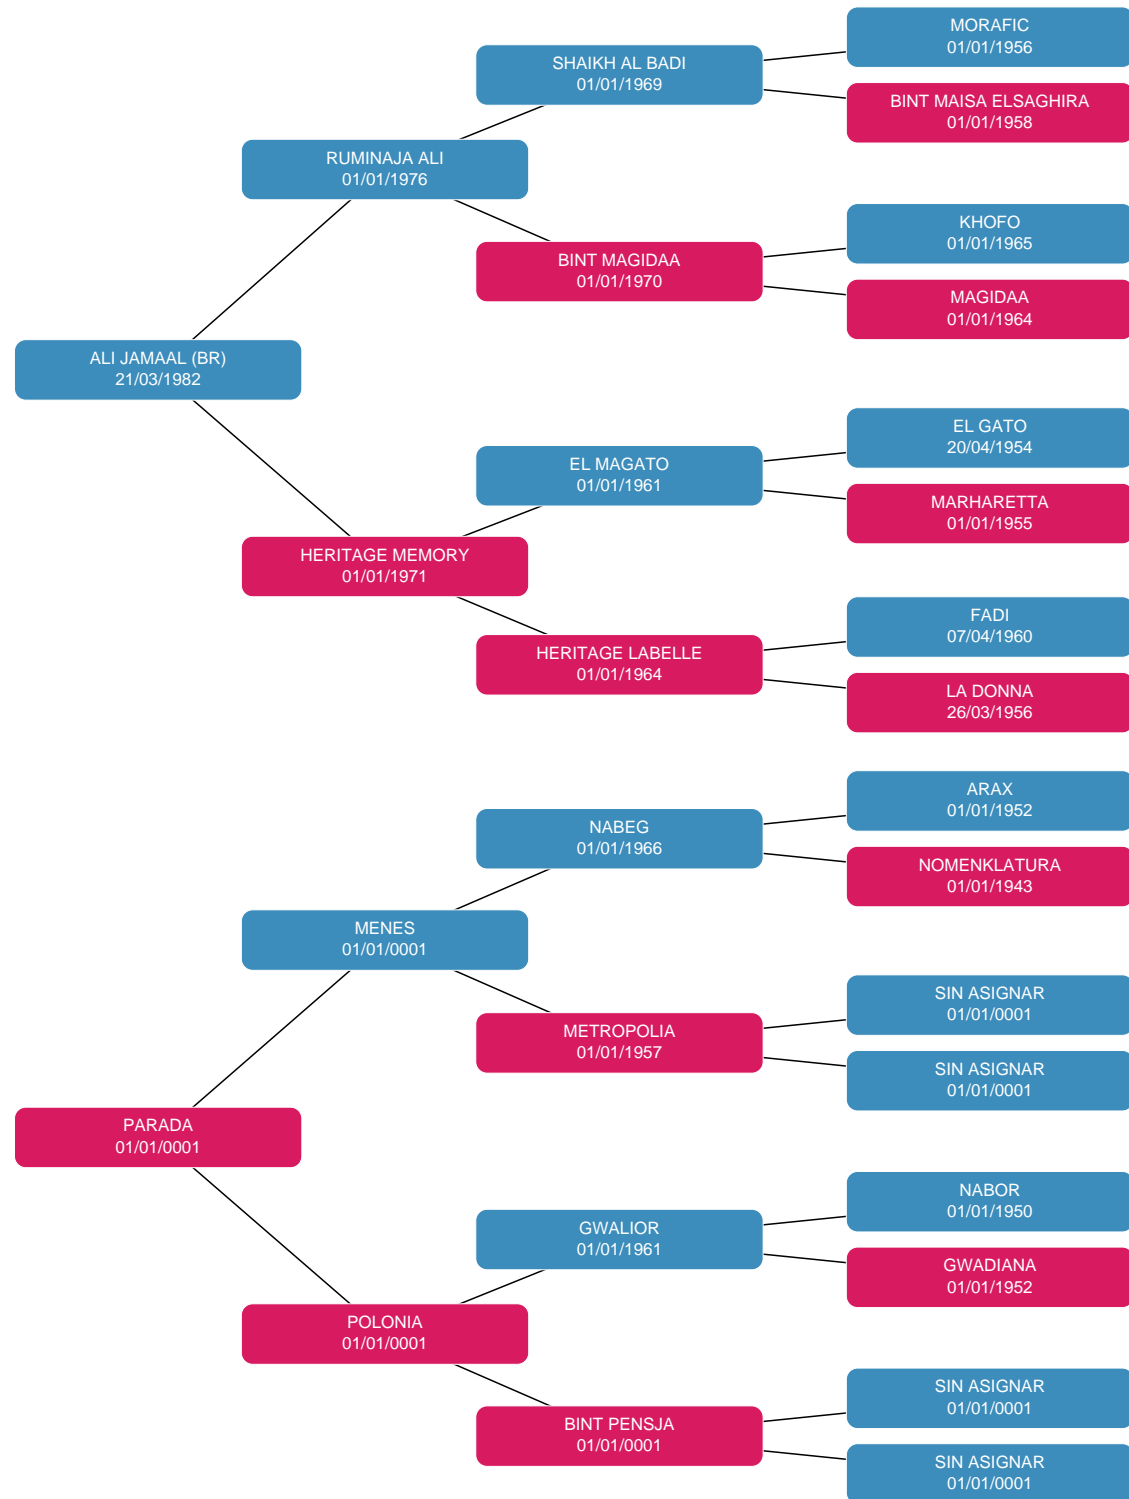 MORAFIC
01/01/1956
SHAIKH AL BADI
01/01/1969
BINT MAISA ELSAGHIRA
01/01/1958
RUMINAJA ALI
01/01/1976
KHOFO
01/01/1965
BINT MAGIDAA
01/01/1970
MAGIDAA
01/01/1964
ALI JAMAAL (BR)
21/03/1982
EL GATO
20/04/1954
EL MAGATO
01/01/1961
MARHARETTA
01/01/1955
HERITAGE MEMORY
01/01/1971
FADI
07/04/1960
HERITAGE LABELLE
01/01/1964
LA DONNA
26/03/1956
ARAX
01/01/1952
NABEG
01/01/1966
NOMENKLATURA
01/01/1943
MENES
01/01/0001
SIN ASIGNAR
01/01/0001
METROPOLIA
01/01/1957
SIN ASIGNAR
01/01/0001
PARADA
01/01/0001
NABOR
01/01/1950
GWALIOR
01/01/1961
GWADIANA
01/01/1952
POLONIA
01/01/0001
SIN ASIGNAR
01/01/0001
BINT PENSJA
01/01/0001
SIN ASIGNAR
01/01/0001